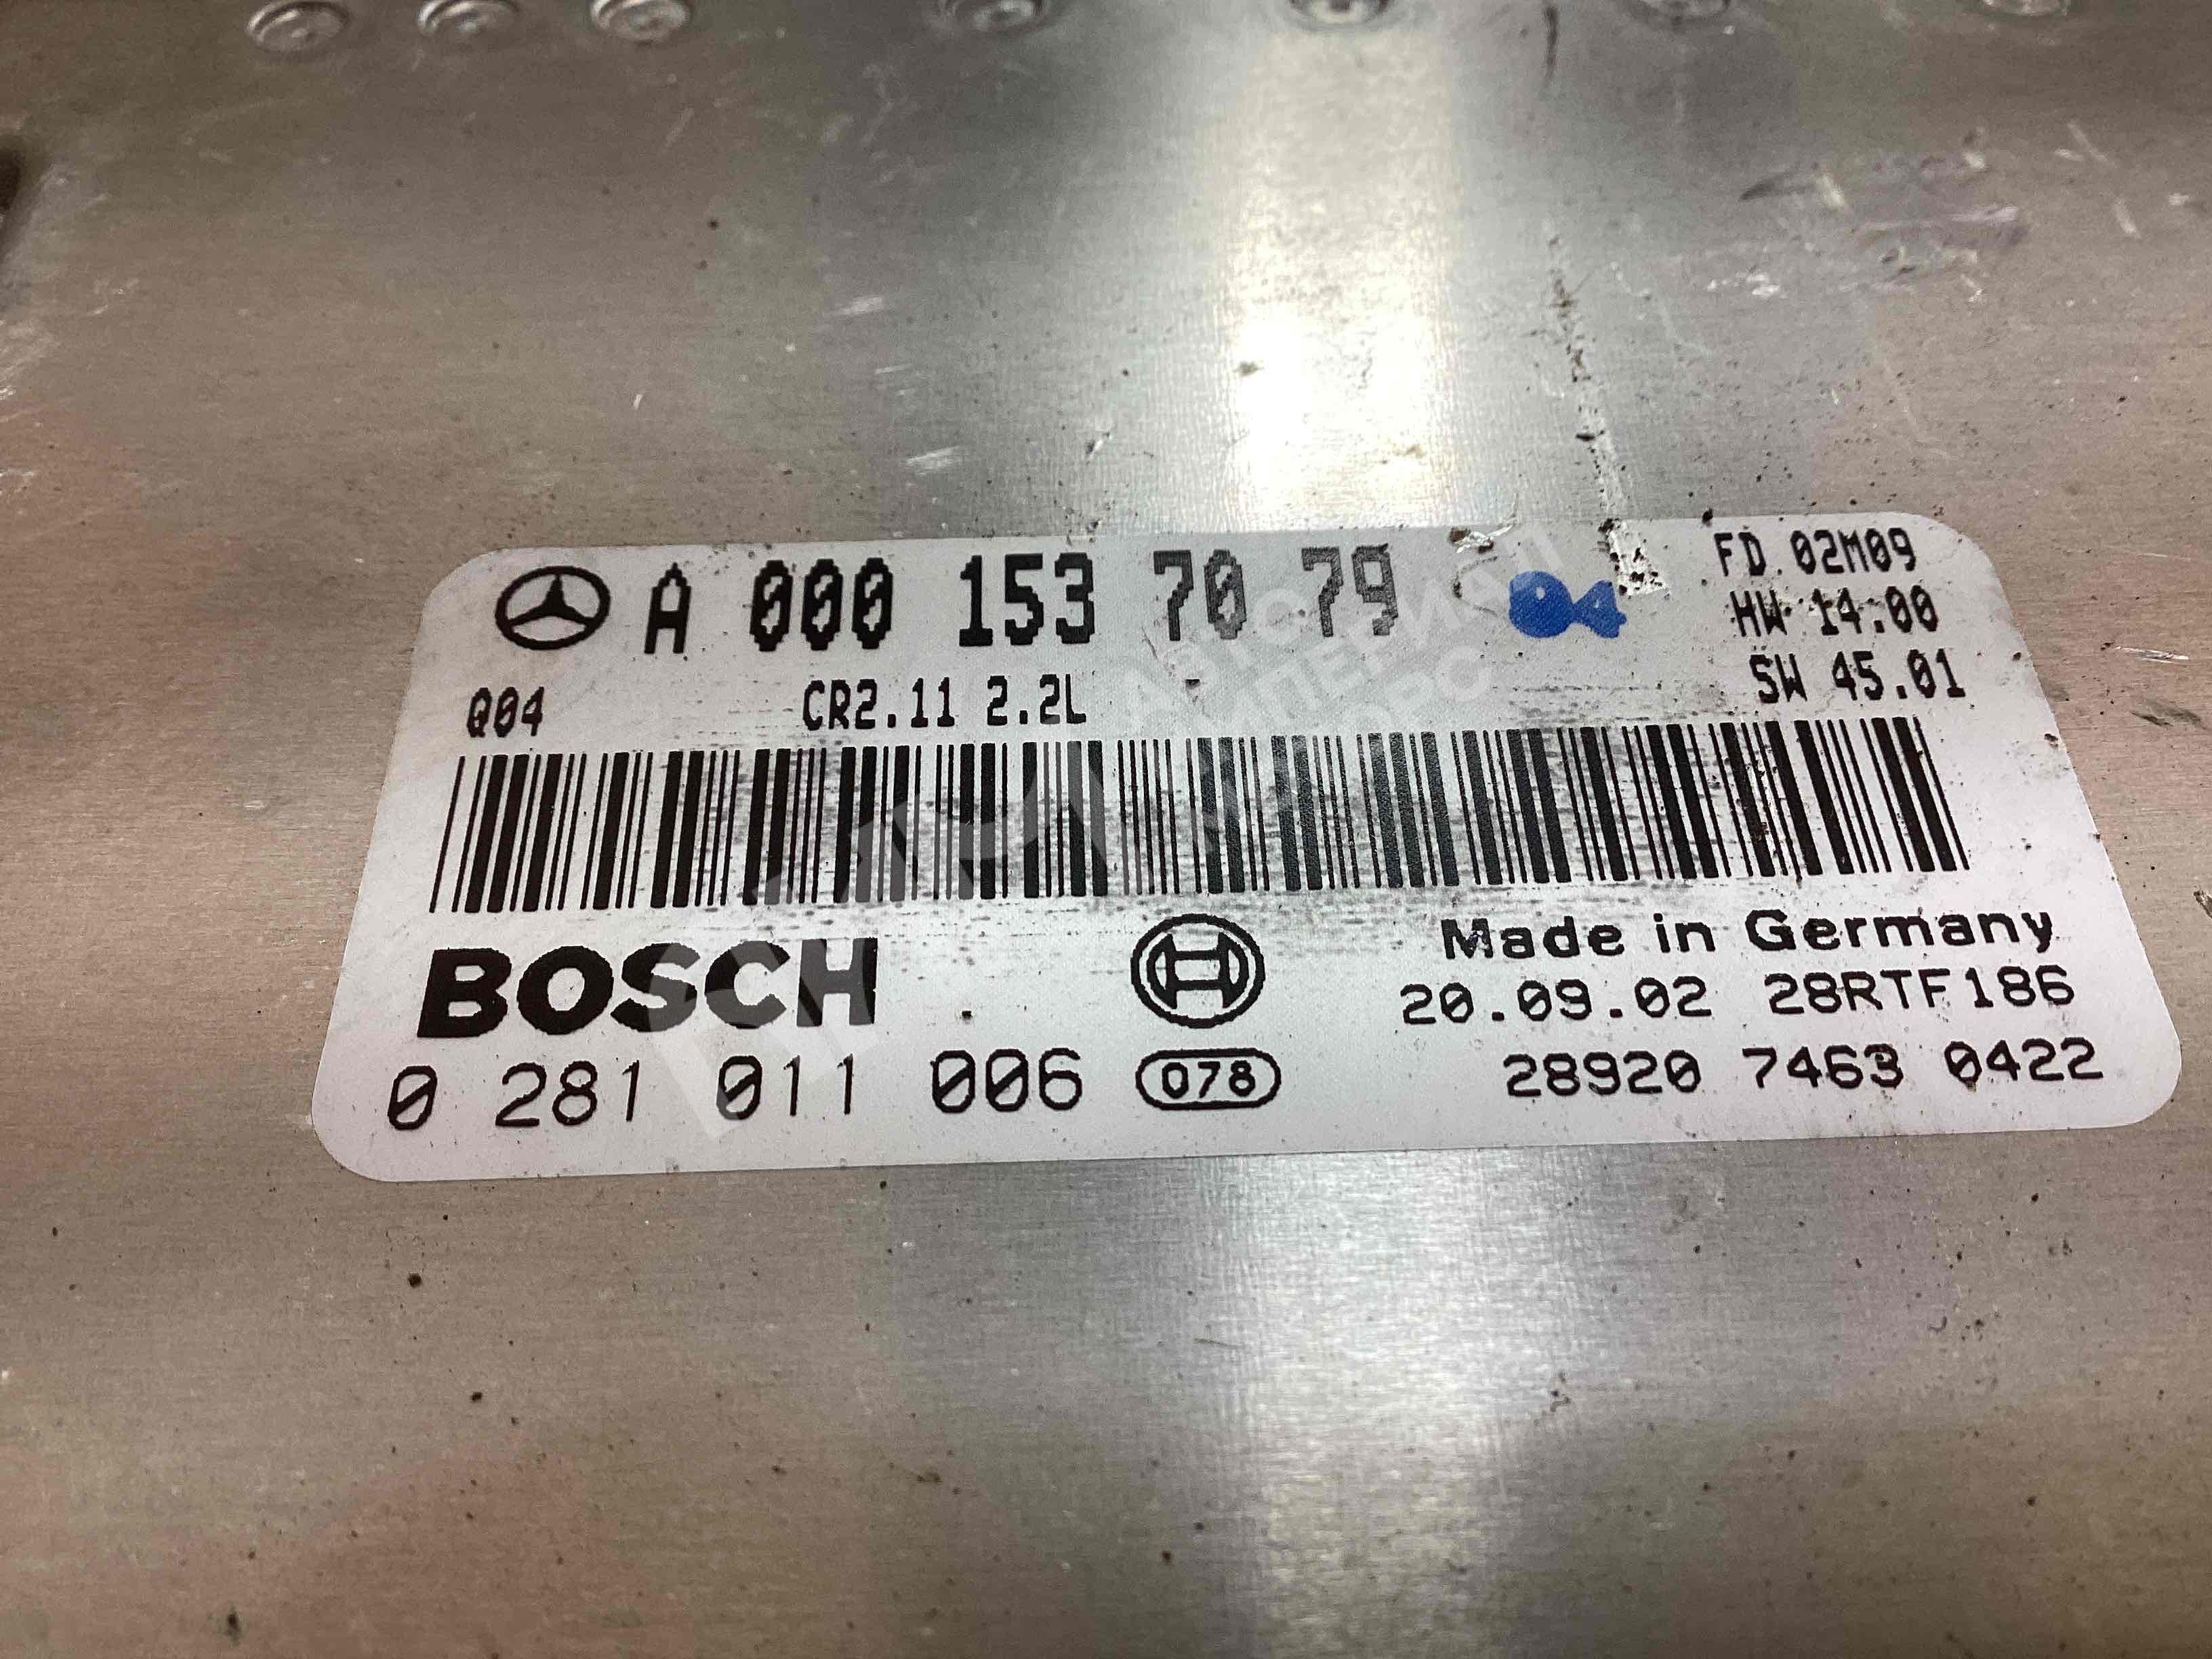 A 000 153 70 79 04
FD.02M09
HW 14.00
Q04 CR2.11 2.2L
SW 45.01
BOSCH
Made in Germany
20.09.02 28RTF186
0 281 011 006 078
28920 7463 0422